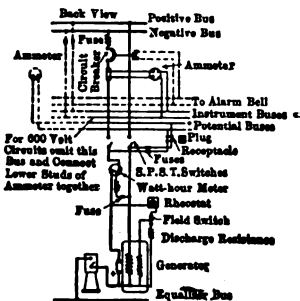 Back View
Positive Bus
Negative Bus
Fuse
Ammeter
Circuit
Breaker
Ammeter
To Alarm Bell
Instrument Buses
Potential Buses
For 600 Volt
Circuits omit this
Bus and Connect
Lower Studs of
Ammeter together
Plug
Receptacle
Fuses
S.P.S.T. Switches
Watt-hour Meter
Fuse
Rheostat
Field Switch
Discharge Resistance
Generator
Equalizer Bus